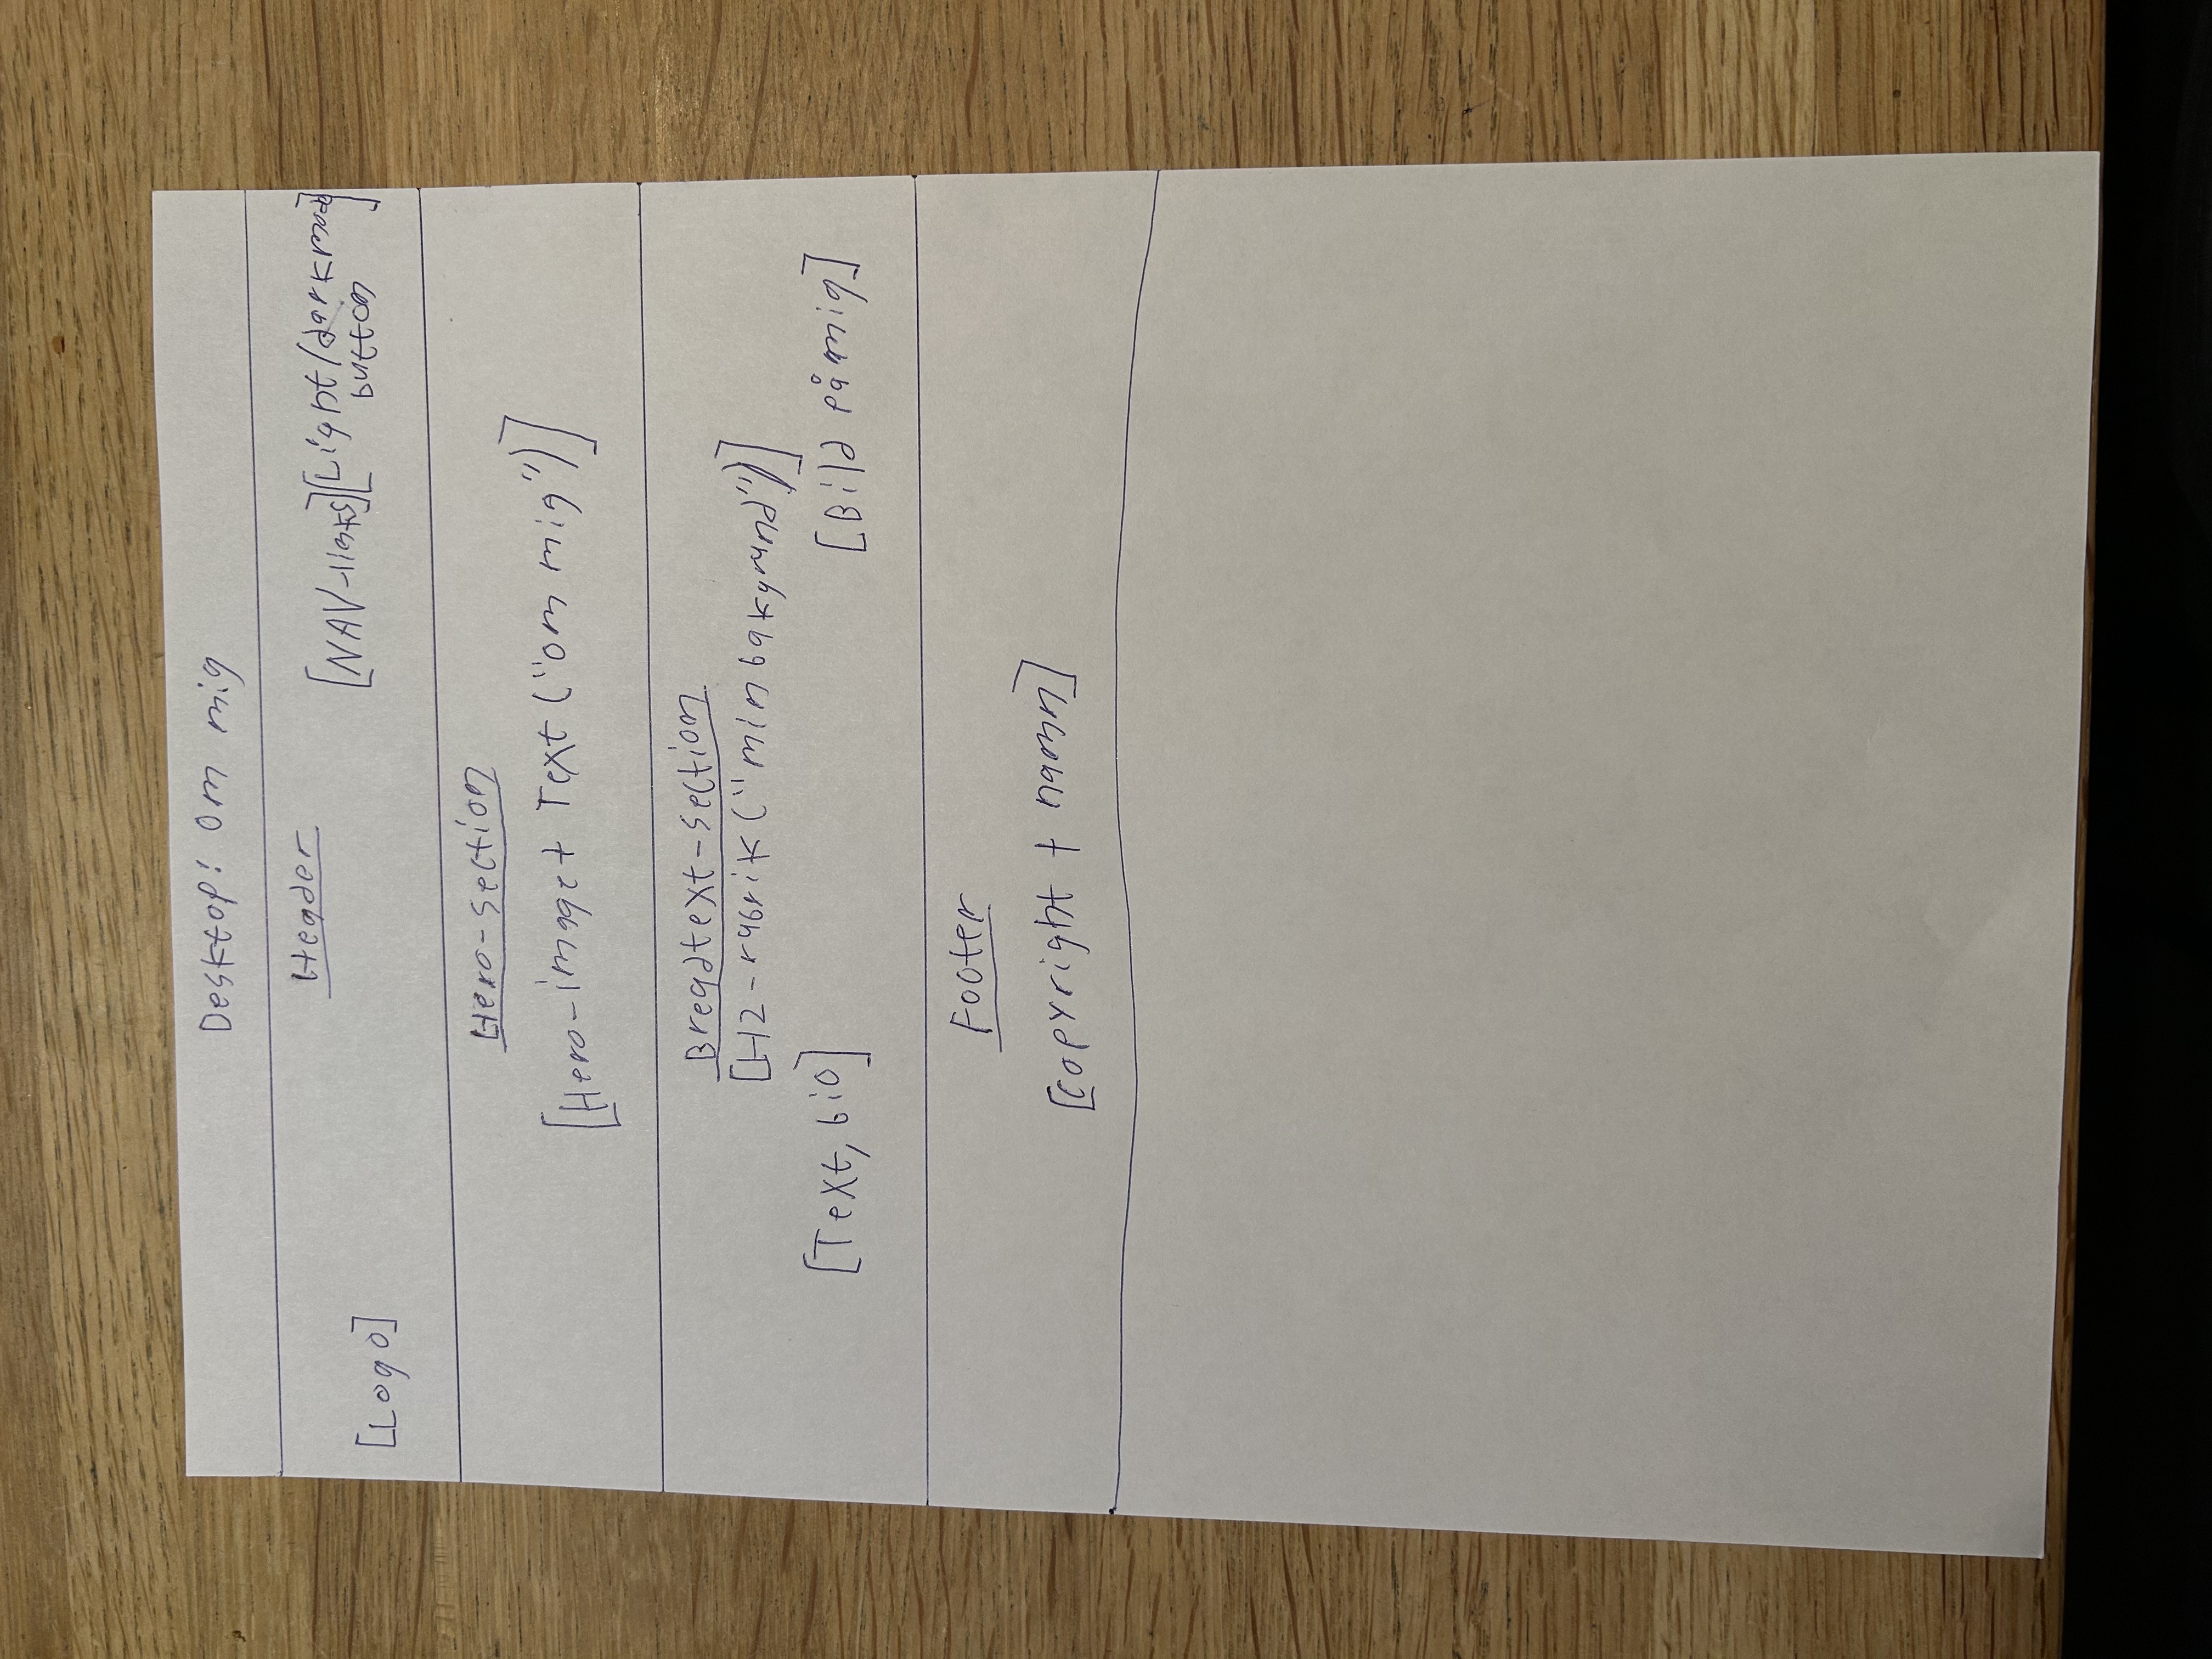 Desktop: Om mig
Header
[Logo] [NAV-links][Light/darkmode
button]
Hero-section
[Hero-image + Text ("om mig")]
Breadtext-section
[H2-rubrik ("min bakgrund")]
[Text, bio] [Bild på mig]
Footer
[copyright + namn]